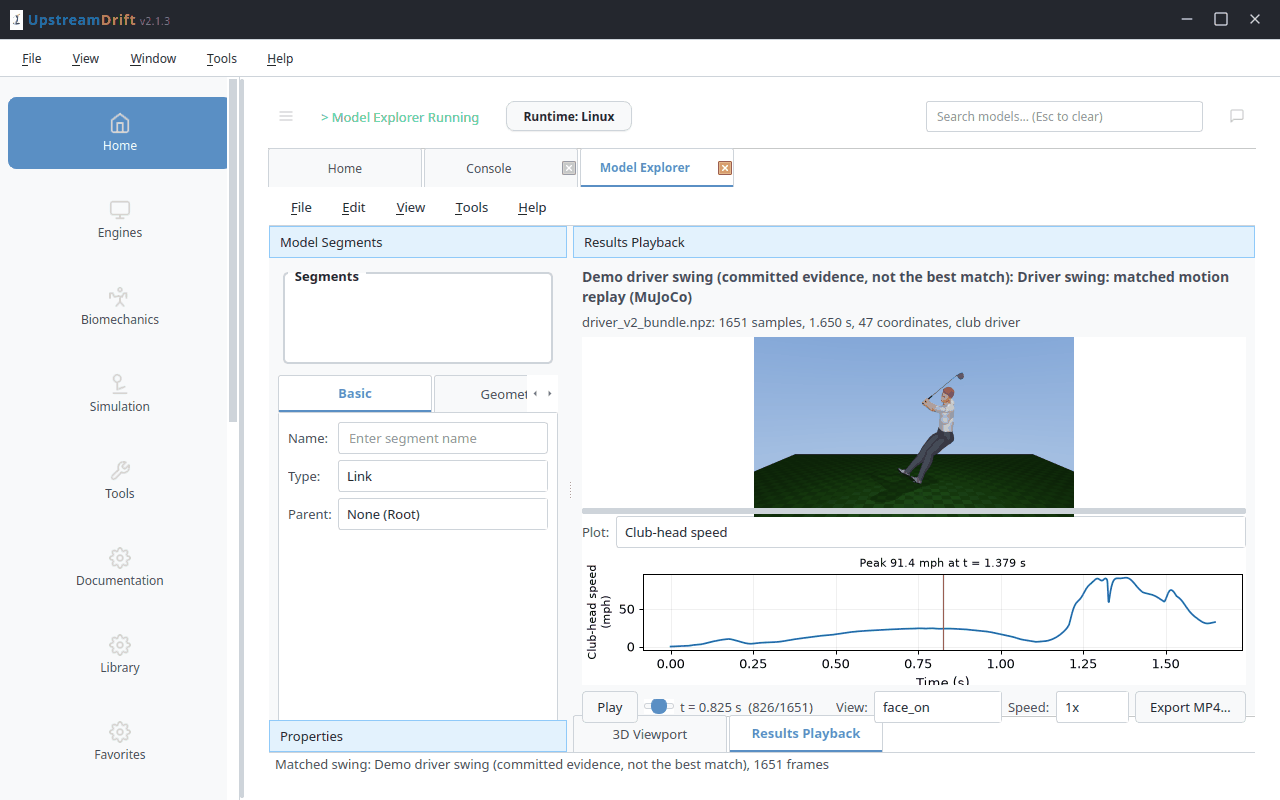 UpstreamDrift v2.1.3
File View Window Tools Help
Home
Engines
Biomechanics
Simulation
Tools
Documentation
Library
Favorites
> Model Explorer Running
Runtime: Linux
Search models... (Esc to clear)
Home
Console
Model Explorer
File Edit View Tools Help
Model Segments
Segments
Basic
Geomet
Name: Enter segment name
Type: Link
Parent: None (Root)
Properties
Results Playback
Demo driver swing (committed evidence, not the best match): Driver swing: matched motion
replay (MuJoCo)
driver_v2_bundle.npz: 1651 samples, 1.650 s, 47 coordinates, club driver
Plot: Club-head speed
Peak 91.4 mph at t = 1.379 s
Club-head speed
(mph)
50
0
0.00 0.25 0.50 0.75 1.00 1.25 1.50
Time (s)
Play t = 0.825 s (826/1651) View: face_on Speed: 1x Export MP4...
3D Viewport
Results Playback
Matched swing: Demo driver swing (committed evidence, not the best match), 1651 frames